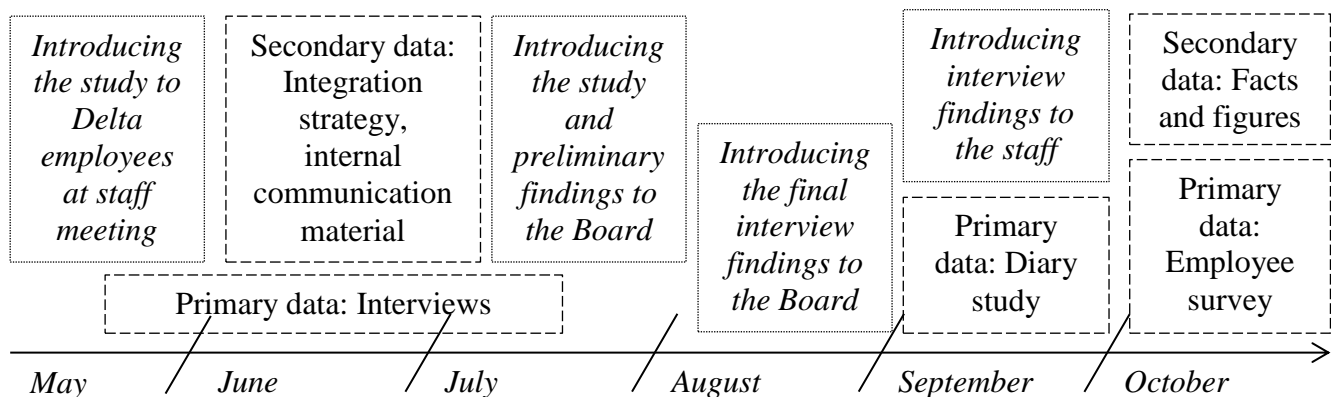 Introducing
the study to
Delta
employees
at staff
meeting
Secondary data:
Integration
strategy,
internal
communication
material
Introducing
the study
and
preliminary
findings to
the Board
Primary data: Interviews
Introducing
the final
interview
findings to
the Board
Introducing
interview
findings to
the staff
Primary
data: Diary
study
Secondary
data: Facts
and figures
Primary
data:
Employee
survey
May
June
July
August
September
October